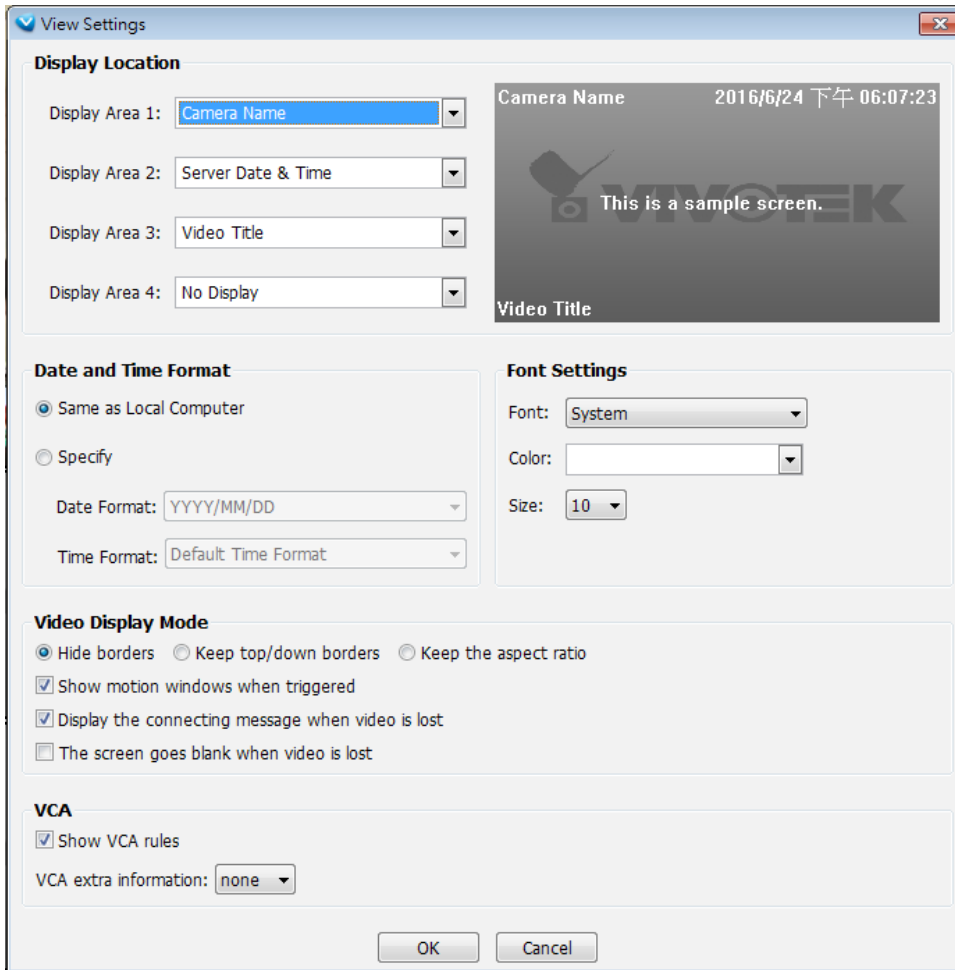 View Settings
Display Location
Display Area 1: Camera Name
Display Area 2: Server Date & Time
Display Area 3: Video Title
Display Area 4: No Display
Camera Name 2016/6/24 下午 06:07:23
VIVOTEK
This is a sample screen.
Video Title
Date and Time Format
Same as Local Computer
Specify
Date Format: YYYY/MM/DD
Time Format: Default Time Format
Font Settings
Font: System
Color:
Size: 10
Video Display Mode
Hide borders Keep top/down borders Keep the aspect ratio
Show motion windows when triggered
Display the connecting message when video is lost
The screen goes blank when video is lost
VCA
Show VCA rules
VCA extra information: none
OK Cancel